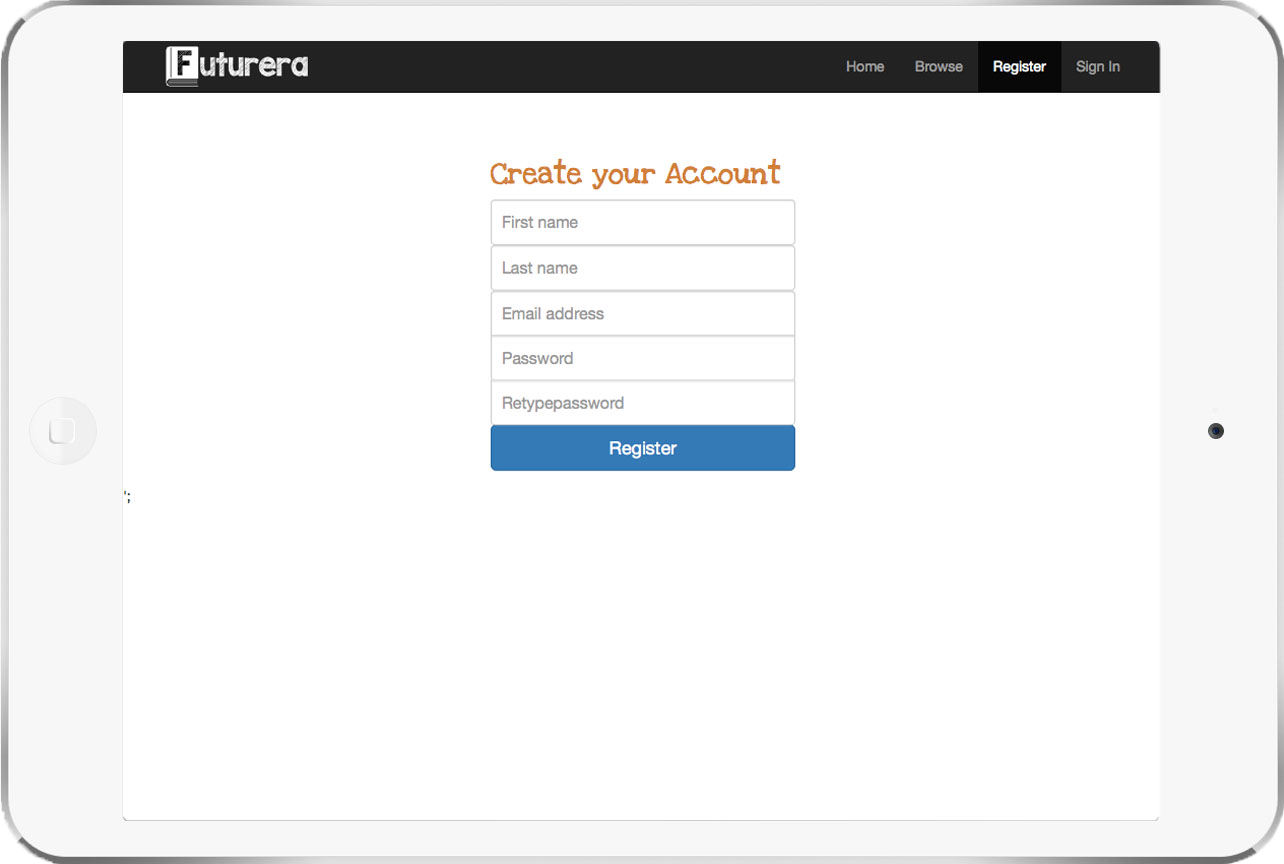 Futurera
Home Browse Register Sign In
Create your Account
First name
Last name
Email address
Password
Retypepassword
Register
';